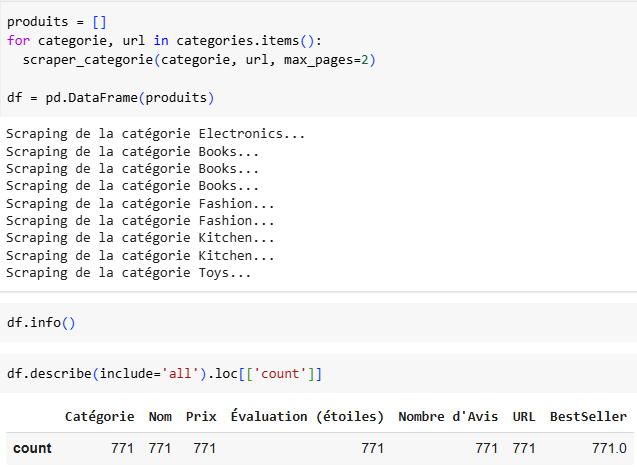 produits = []
for categorie, url in categories.items():
  scraper_categorie(categorie, url, max_pages=2)
df = pd.DataFrame(produits)
Scraping de la catégorie Electronics...
Scraping de la catégorie Books...
Scraping de la catégorie Books...
Scraping de la catégorie Books...
Scraping de la catégorie Fashion...
Scraping de la catégorie Fashion...
Scraping de la catégorie Kitchen...
Scraping de la catégorie Kitchen...
Scraping de la catégorie Toys...
df.info()
df.describe(include='all').loc[['count']]
Catégorie Nom Prix Évaluation (étoiles) Nombre d'Avis URL BestSeller
count 771 771 771 771 771 771 771.0